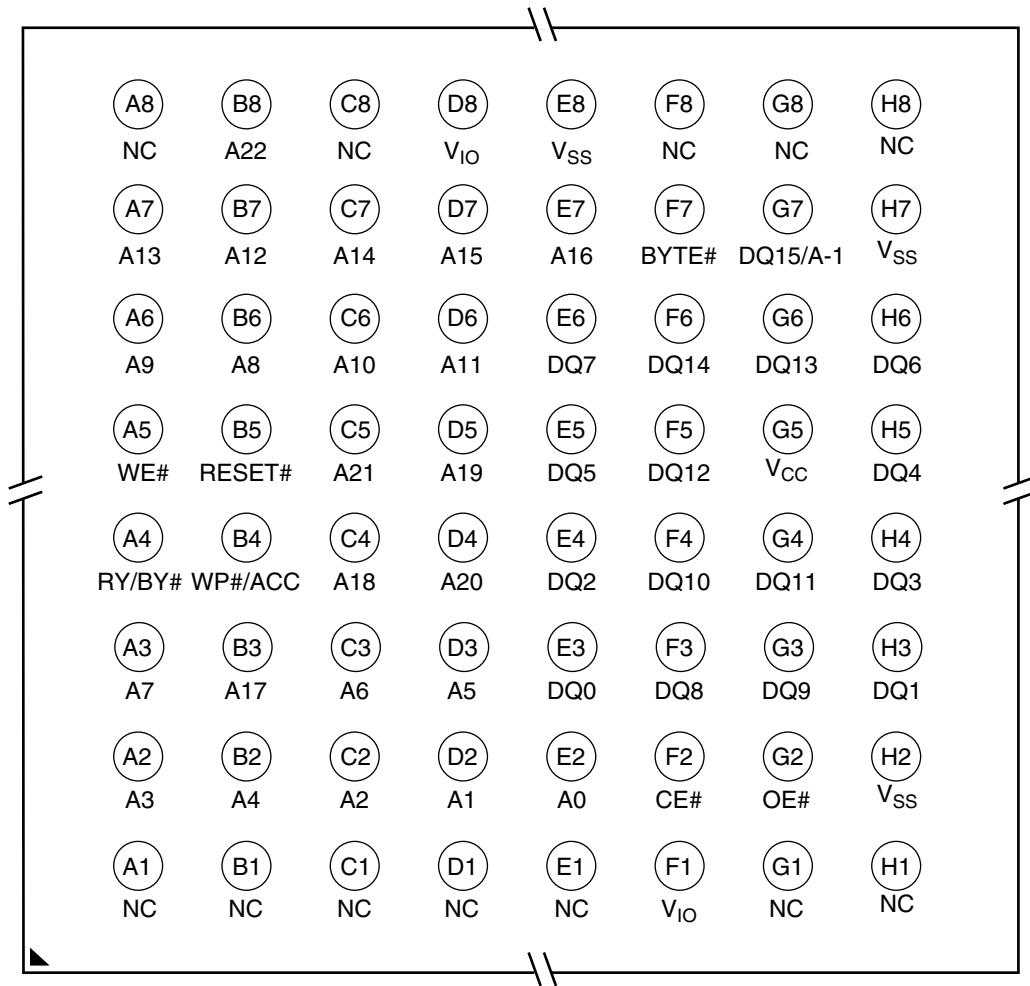 A8 B8 C8 D8 E8 F8 G8 H8
NC A22 NC VIO VSS NC NC NC
A7 B7 C7 D7 E7 F7 G7 H7
A13 A12 A14 A15 A16 BYTE# DQ15/A-1 VSS
A6 B6 C6 D6 E6 F6 G6 H6
A9 A8 A10 A11 DQ7 DQ14 DQ13 DQ6
A5 B5 C5 D5 E5 F5 G5 H5
WE# RESET# A21 A19 DQ5 DQ12 VCC DQ4
A4 B4 C4 D4 E4 F4 G4 H4
RY/BY# WP#/ACC A18 A20 DQ2 DQ10 DQ11 DQ3
A3 B3 C3 D3 E3 F3 G3 H3
A7 A17 A6 A5 DQ0 DQ8 DQ9 DQ1
A2 B2 C2 D2 E2 F2 G2 H2
A3 A4 A2 A1 A0 CE# OE# VSS
A1 B1 C1 D1 E1 F1 G1 H1
NC NC NC NC NC VIO NC NC